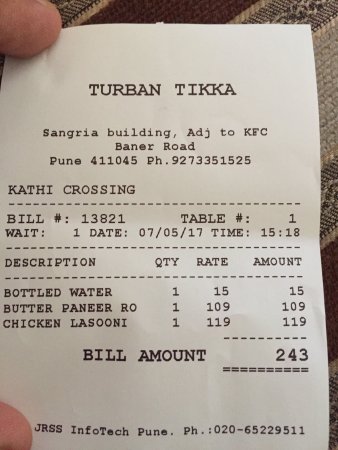 TURBAN TIKKA
Sangria building, Adj to KFC
Baner Road
Pune 411045 Ph.9273351525
KATHI CROSSING
BILL #: 13821 TABLE #: 1
WAIT: 1 DATE: 07/05/17 TIME: 15:18
DESCRIPTION QTY RATE AMOUNT
BOTTLED WATER 1 15 15
BUTTER PANEER RO 1 109 109
CHICKEN LASOONI 1 119 119
BILL AMOUNT 243
JRSS InfoTech Pune. Ph.:020-65229511